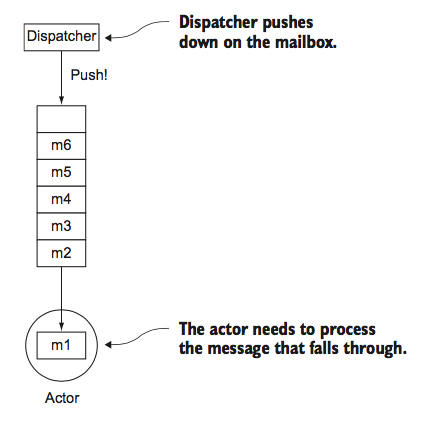 Dispatcher
Dispatcher pushes
down on the mailbox.
Push!
m6
m5
m4
m3
m2
m1
The actor needs to process
the message that falls through.
Actor